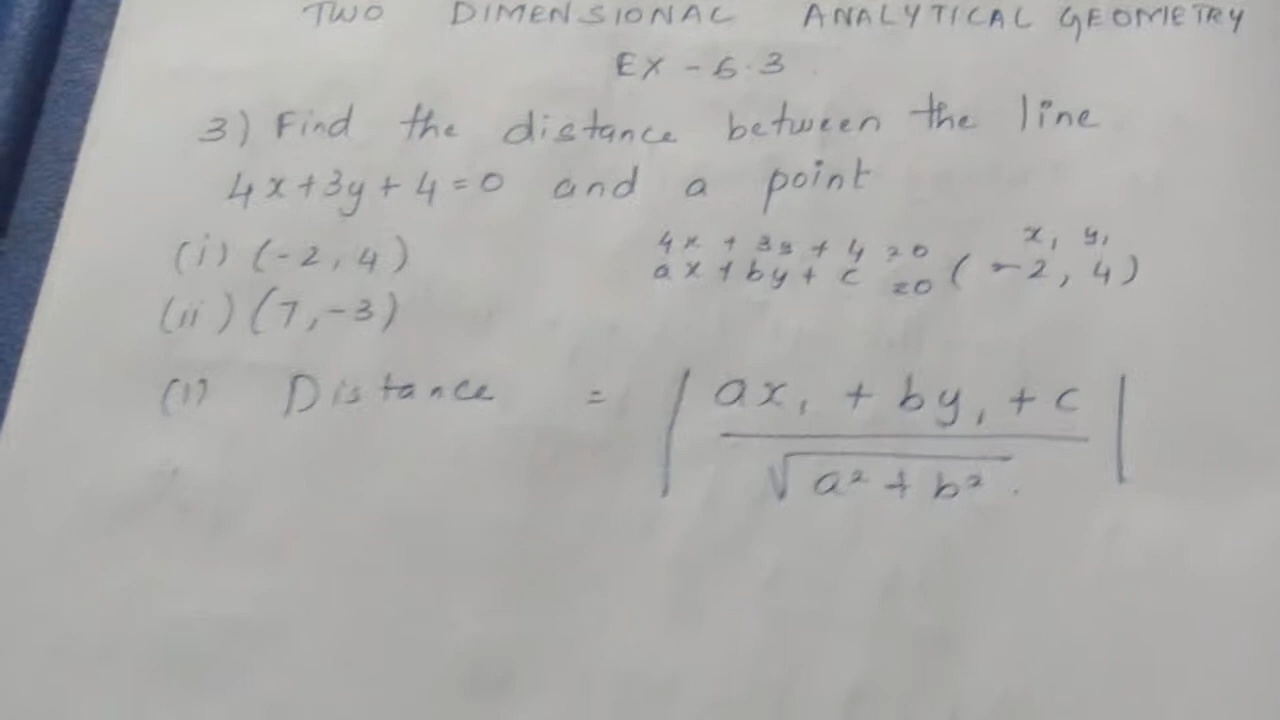 TWO DIMENSIONAL ANALYTICAL GEOMETRY
EX - 6.3
3) Find the distance between the line
4x+3y+4=0 and a point
(i) (-2, 4)
4x + 3y + 4 =0
x₁ y₁
ax + by + c =0 (-2, 4)
(ii) (7,-3)
(i) Distance = | ax₁ + by₁ + c / √a² + b² |